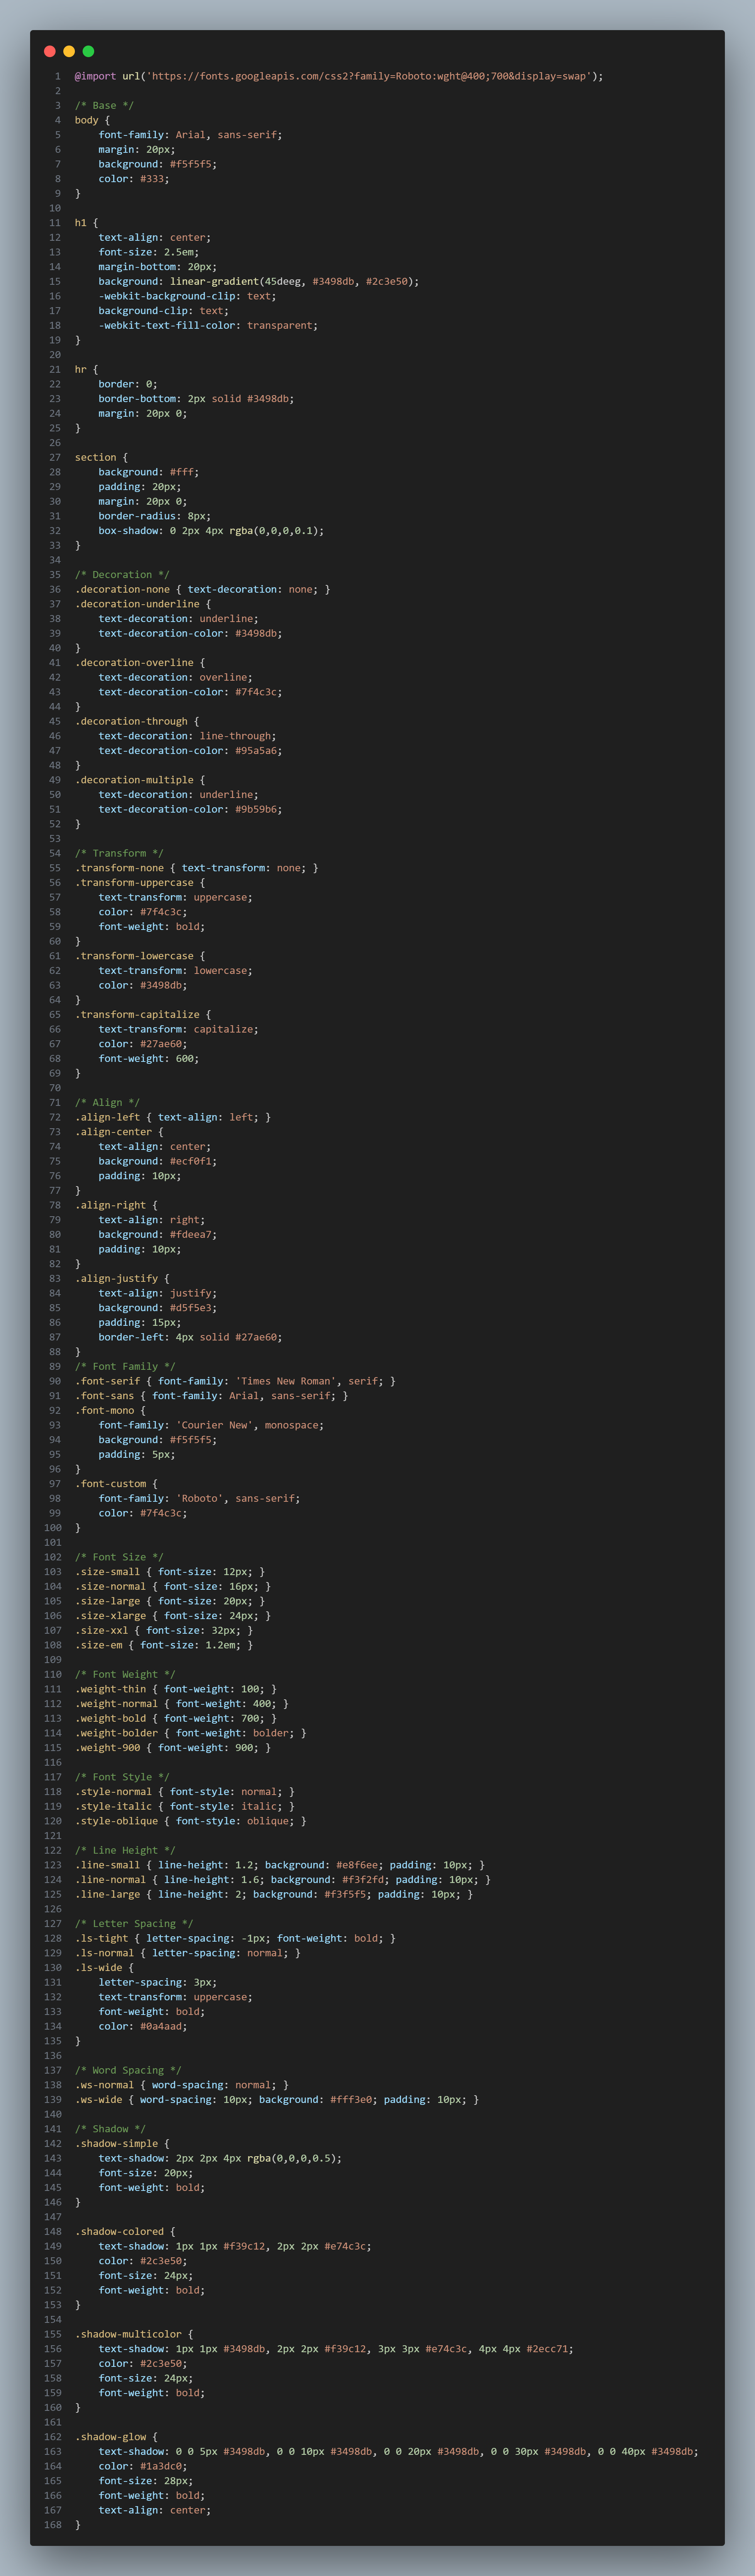 1 @import url('https://fonts.googleapis.com/css2?family=Roboto:wght@400;700&display=swap');
2
3 /* Base */
4 body {
5     font-family: Arial, sans-serif;
6     margin: 20px;
7     background: #f5f5f5;
8     color: #333;
9 }
10
11 h1 {
12     text-align: center;
13     font-size: 2.5em;
14     margin-bottom: 20px;
15     background: linear-gradient(45deeg, #3498db, #2c3e50);
16     -webkit-background-clip: text;
17     background-clip: text;
18     -webkit-text-fill-color: transparent;
19 }
20
21 hr {
22     border: 0;
23     border-bottom: 2px solid #3498db;
24     margin: 20px 0;
25 }
26
27 section {
28     background: #fff;
29     padding: 20px;
30     margin: 20px 0;
31     border-radius: 8px;
32     box-shadow: 0 2px 4px rgba(0,0,0,0.1);
33 }
34
35 /* Decoration */
36 .decoration-none { text-decoration: none; }
37 .decoration-underline {
38     text-decoration: underline;
39     text-decoration-color: #3498db;
40 }
41 .decoration-overline {
42     text-decoration: overline;
43     text-decoration-color: #7f4c3c;
44 }
45 .decoration-through {
46     text-decoration: line-through;
47     text-decoration-color: #95a5a6;
48 }
49 .decoration-multiple {
50     text-decoration: underline;
51     text-decoration-color: #9b59b6;
52 }
53
54 /* Transform */
55 .transform-none { text-transform: none; }
56 .transform-uppercase {
57     text-transform: uppercase;
58     color: #7f4c3c;
59     font-weight: bold;
60 }
61 .transform-lowercase {
62     text-transform: lowercase;
63     color: #3498db;
64 }
65 .transform-capitalize {
66     text-transform: capitalize;
67     color: #27ae60;
68     font-weight: 600;
69 }
70
71 /* Align */
72 .align-left { text-align: left; }
73 .align-center {
74     text-align: center;
75     background: #ecf0f1;
76     padding: 10px;
77 }
78 .align-right {
79     text-align: right;
80     background: #fdeea7;
81     padding: 10px;
82 }
83 .align-justify {
84     text-align: justify;
85     background: #d5f5e3;
86     padding: 15px;
87     border-left: 4px solid #27ae60;
88 }
89 /* Font Family */
90 .font-serif { font-family: 'Times New Roman', serif; }
91 .font-sans { font-family: Arial, sans-serif; }
92 .font-mono {
93     font-family: 'Courier New', monospace;
94     background: #f5f5f5;
95     padding: 5px;
96 }
97 .font-custom {
98     font-family: 'Roboto', sans-serif;
99     color: #7f4c3c;
100 }
101
102 /* Font Size */
103 .size-small { font-size: 12px; }
104 .size-normal { font-size: 16px; }
105 .size-large { font-size: 20px; }
106 .size-xlarge { font-size: 24px; }
107 .size-xxl { font-size: 32px; }
108 .size-em { font-size: 1.2em; }
109
110 /* Font Weight */
111 .weight-thin { font-weight: 100; }
112 .weight-normal { font-weight: 400; }
113 .weight-bold { font-weight: 700; }
114 .weight-bolder { font-weight: bolder; }
115 .weight-900 { font-weight: 900; }
116
117 /* Font Style */
118 .style-normal { font-style: normal; }
119 .style-italic { font-style: italic; }
120 .style-oblique { font-style: oblique; }
121
122 /* Line Height */
123 .line-small { line-height: 1.2; background: #e8f6ee; padding: 10px; }
124 .line-normal { line-height: 1.6; background: #f3f2fd; padding: 10px; }
125 .line-large { line-height: 2; background: #f3f5f5; padding: 10px; }
126
127 /* Letter Spacing */
128 .ls-tight { letter-spacing: -1px; font-weight: bold; }
129 .ls-normal { letter-spacing: normal; }
130 .ls-wide {
131     letter-spacing: 3px;
132     text-transform: uppercase;
133     font-weight: bold;
134     color: #0a4aad;
135 }
136
137 /* Word Spacing */
138 .ws-normal { word-spacing: normal; }
139 .ws-wide { word-spacing: 10px; background: #fff3e0; padding: 10px; }
140
141 /* Shadow */
142 .shadow-simple {
143     text-shadow: 2px 2px 4px rgba(0,0,0,0.5);
144     font-size: 20px;
145     font-weight: bold;
146 }
147
148 .shadow-colored {
149     text-shadow: 1px 1px #f39c12, 2px 2px #e74c3c;
150     color: #2c3e50;
151     font-size: 24px;
152     font-weight: bold;
153 }
154
155 .shadow-multicolor {
156     text-shadow: 1px 1px #3498db, 2px 2px #f39c12, 3px 3px #e74c3c, 4px 4px #2ecc71;
157     color: #2c3e50;
158     font-size: 24px;
159     font-weight: bold;
160 }
161
162 .shadow-glow {
163     text-shadow: 0 0 5px #3498db, 0 0 10px #3498db, 0 0 20px #3498db, 0 0 30px #3498db, 0 0 40px #3498db;
164     color: #1a3dc0;
165     font-size: 28px;
166     font-weight: bold;
167     text-align: center;
168 }